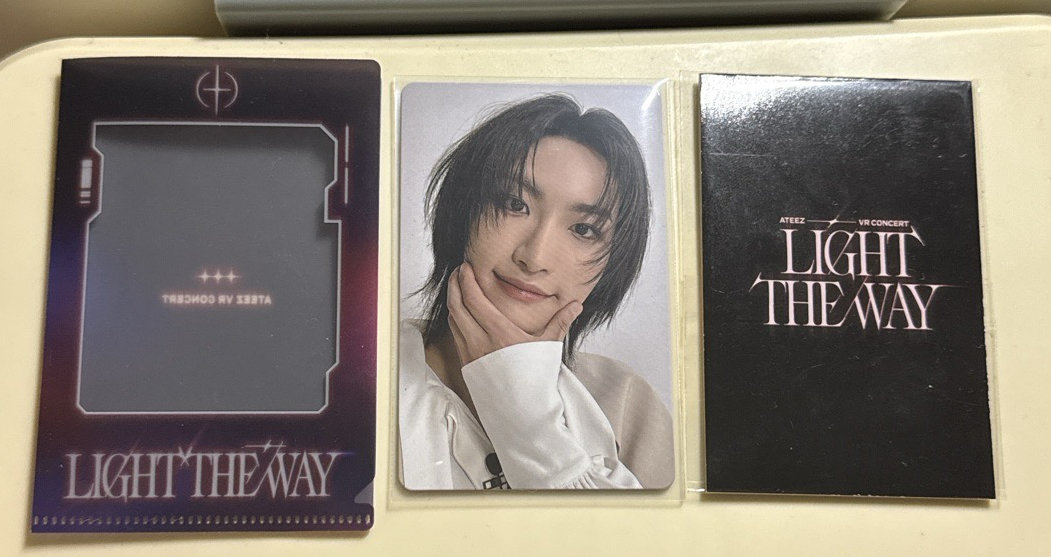 ATEEZ VR CONCERT
LIGHT THE WAY
ATEEZ VR CONCERT
LIGHT
THE WAY